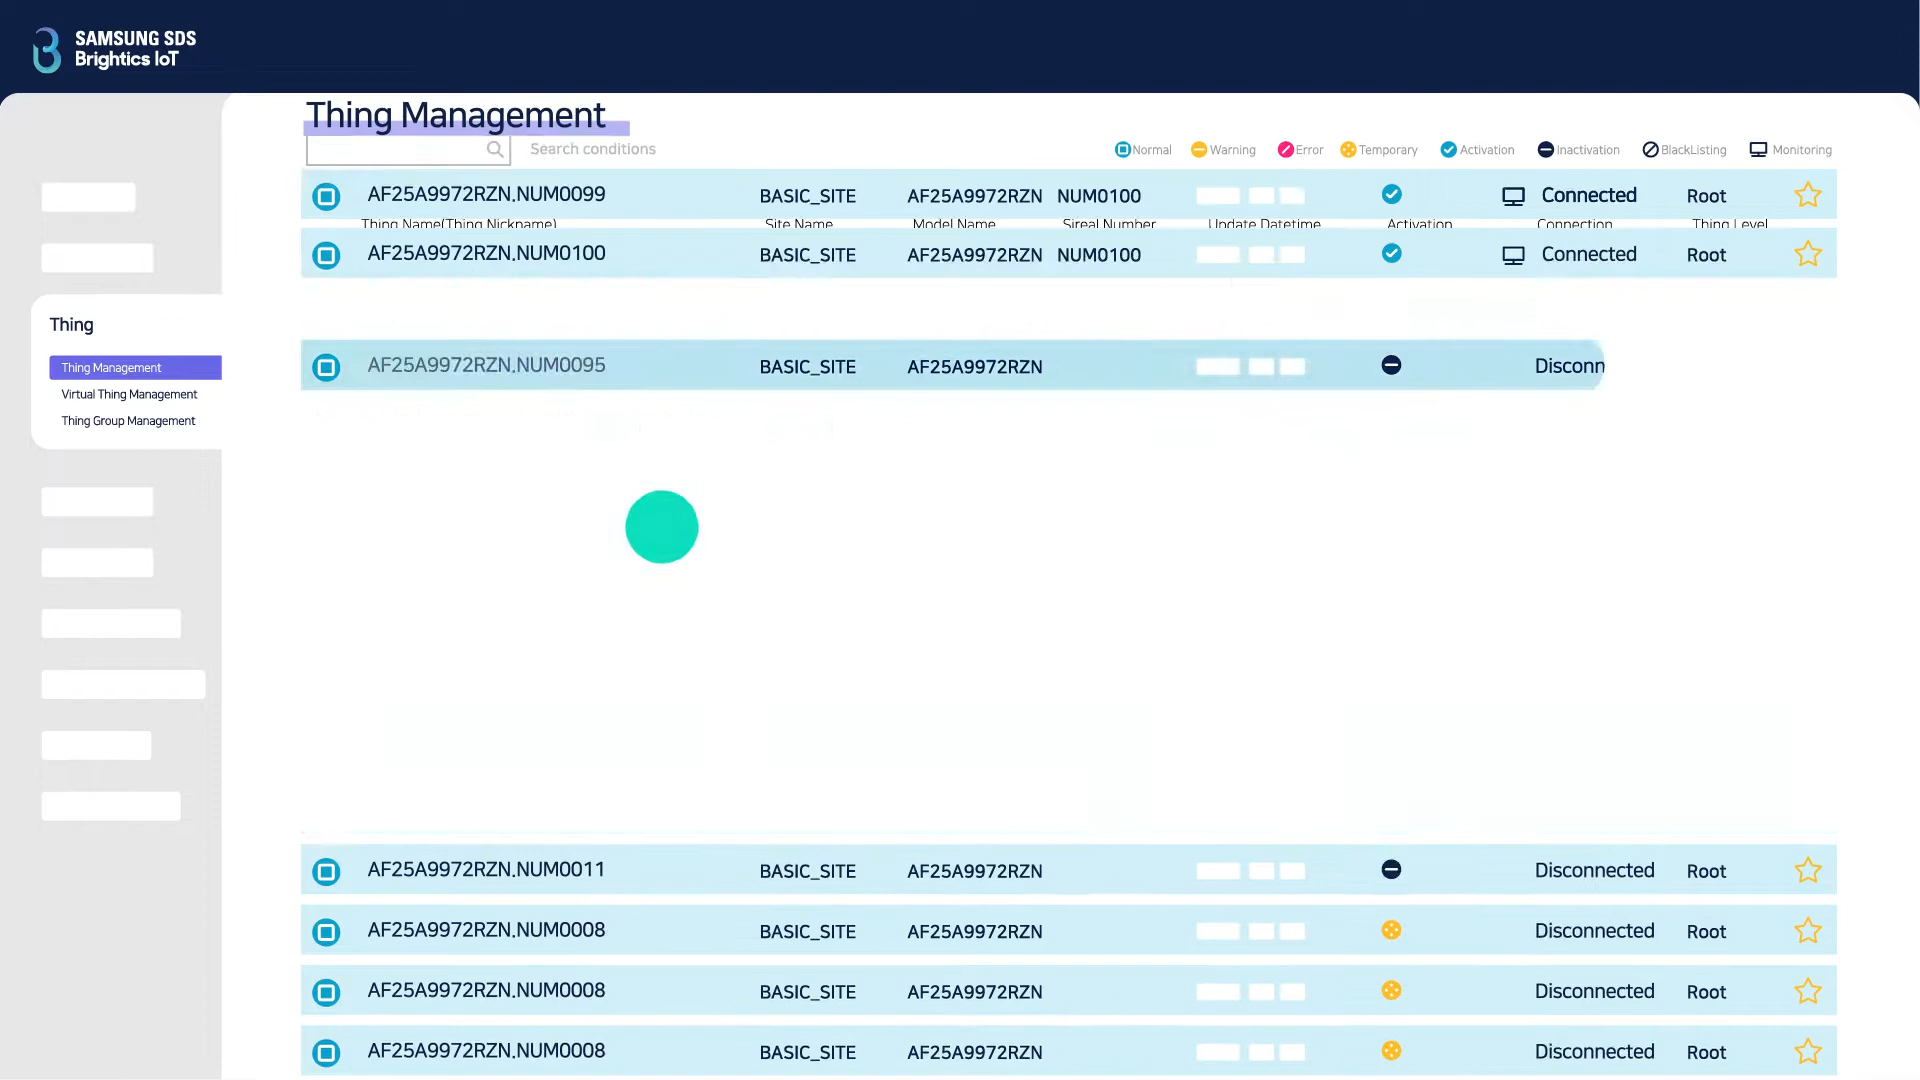 SAMSUNG SDS
Brightics IoT
Thing Management
Search conditions
Normal Warning Error Temporary Activation Inactivation BlackListing Monitoring
AF25A9972RZN.NUM0099 BASIC_SITE AF25A9972RZN NUM0100 Connected Root
Thing Name(Thing Nickname) Site Name Model Name Sireal Number Update Datetime Activation Connection Thing Level
AF25A9972RZN.NUM0100 BASIC_SITE AF25A9972RZN NUM0100 Connected Root
Thing
Thing Management
Virtual Thing Management
Thing Group Management
AF25A9972RZN.NUM0095 BASIC_SITE AF25A9972RZN Disconn
AF25A9972RZN.NUM0011 BASIC_SITE AF25A9972RZN Disconnected Root
AF25A9972RZN.NUM0008 BASIC_SITE AF25A9972RZN Disconnected Root
AF25A9972RZN.NUM0008 BASIC_SITE AF25A9972RZN Disconnected Root
AF25A9972RZN.NUM0008 BASIC_SITE AF25A9972RZN Disconnected Root